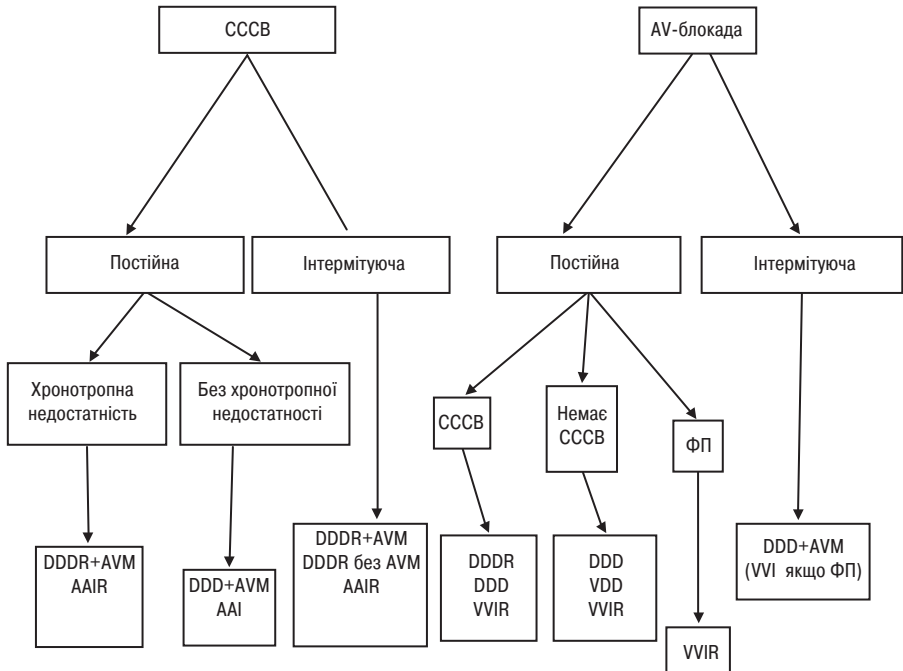 СССВ
AV-блокада
Постійна
Інтермітуюча
Постійна
Інтермітуюча
Хронотропна
недостатність
Без хронотропної
недостатності
СССВ
Немає
СССВ
ФП
DDDR+AVM
AAIR
DDD+AVM
AAI
DDDR+AVM
DDDR без AVM
AAIR
DDDR
DDD
VVIR
DDD
VDD
VVIR
VVIR
DDD+AVM
(VVI якщо ФП)